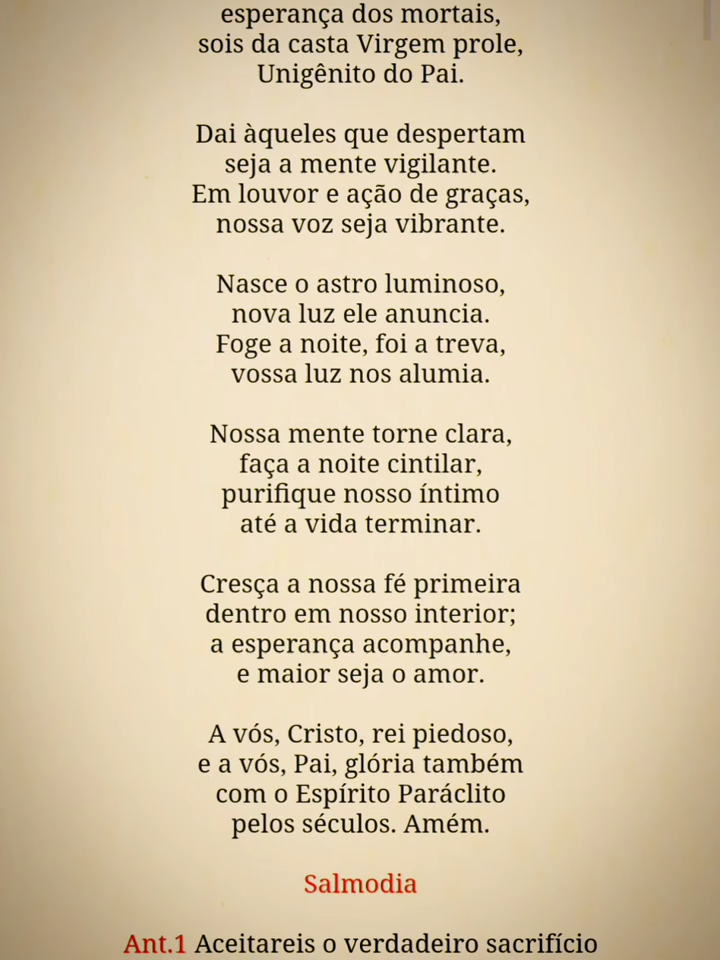 esperança dos mortais,
sois da casta Virgem prole,
Unigênito do Pai.
Dai àqueles que despertam
seja a mente vigilante.
Em louvor e ação de graças,
nossa voz seja vibrante.
Nasce o astro luminoso,
nova luz ele anuncia.
Foge a noite, foi a treva,
vossa luz nos alumia.
Nossa mente torne clara,
faça a noite cintilar,
purifique nosso íntimo
até a vida terminar.
Cresça a nossa fé primeira
dentro em nosso interior;
a esperança acompanhe,
e maior seja o amor.
A vós, Cristo, rei piedoso,
e a vós, Pai, glória também
com o Espírito Paráclito
pelos séculos. Amém.
Salmodia
Ant.1 Aceitareis o verdadeiro sacrifício